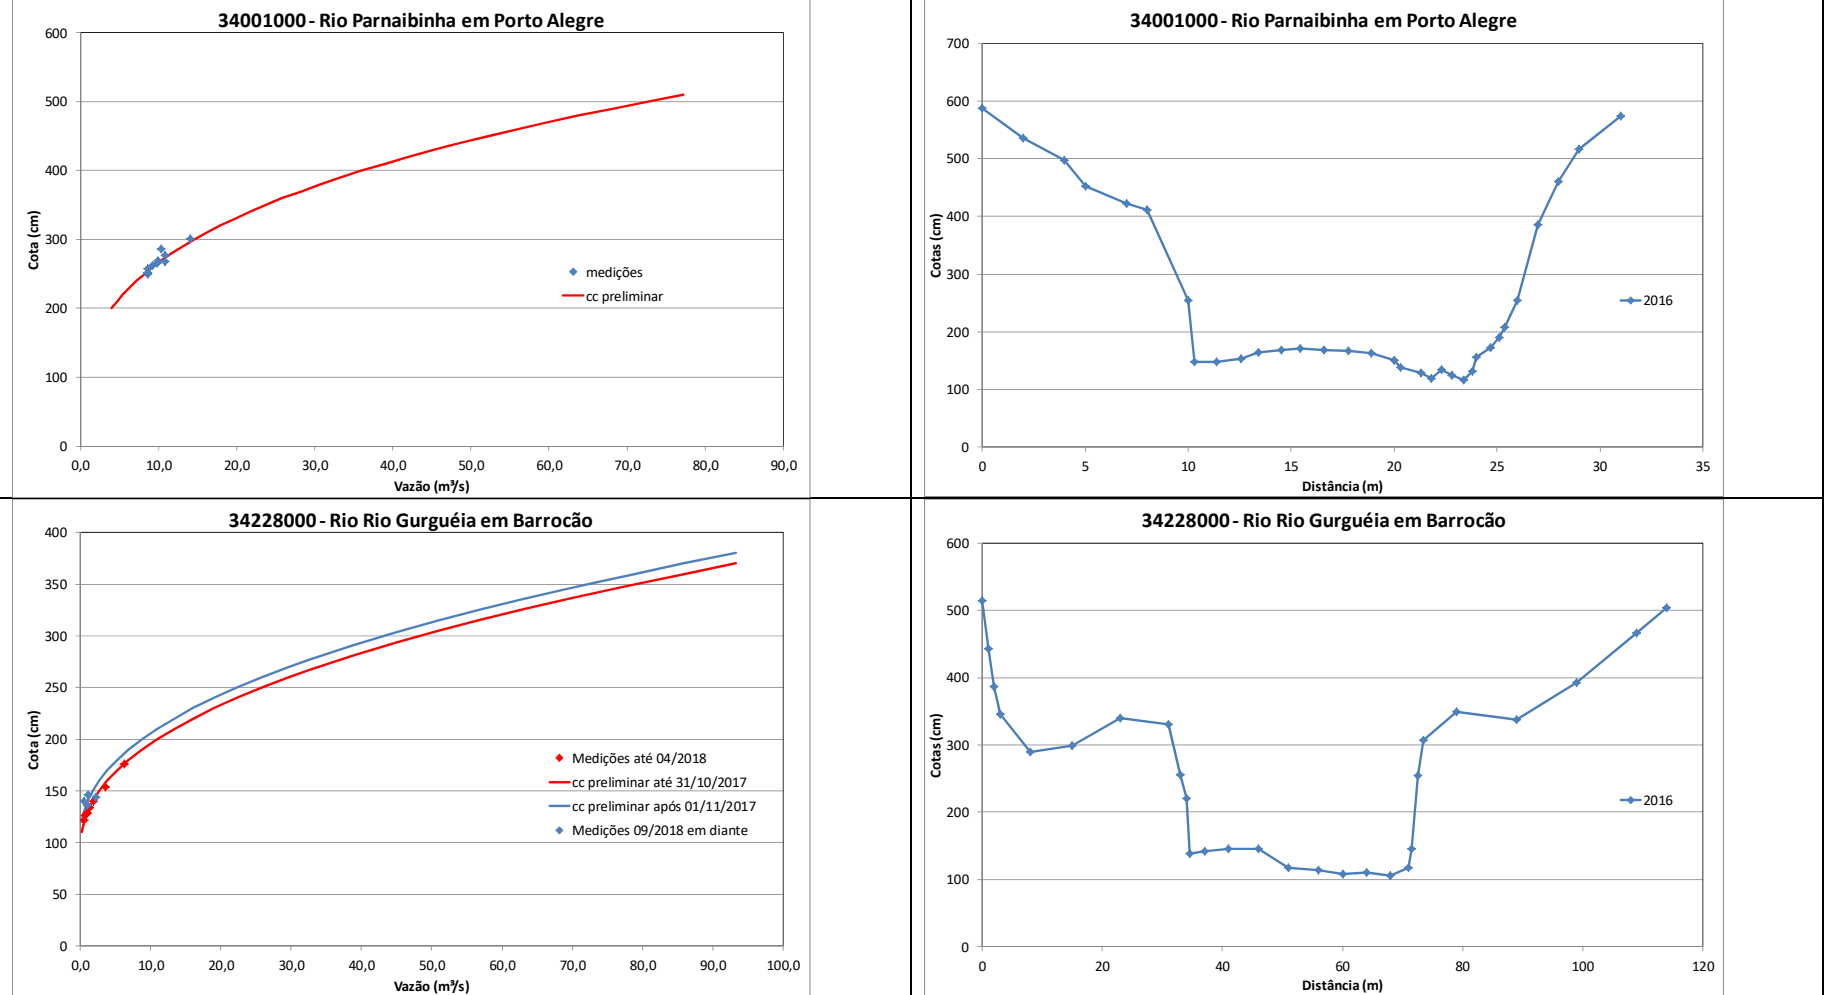 34001000 - Rio Parnaibinha em Porto Alegre
600
500
400
300
200
100
0
Cota (cm)
medições
cc preliminar
0,0 10,0 20,0 30,0 40,0 50,0 60,0 70,0 80,0 90,0
Vazão (m³/s)
34001000 - Rio Parnaibinha em Porto Alegre
700
600
500
400
300
200
100
0
Cotas (cm)
2016
0 5 10 15 20 25 30 35
Distância (m)
34228000 - Rio Rio Gurguéia em Barrocão
400
350
300
250
200
150
100
50
0
Cota (cm)
Medições até 04/2018
cc preliminar até 31/10/2017
cc preliminar após 01/11/2017
Medições 09/2018 em diante
0,0 10,0 20,0 30,0 40,0 50,0 60,0 70,0 80,0 90,0 100,0
Vazão (m³/s)
34228000 - Rio Rio Gurguéia em Barrocão
600
500
400
300
200
100
0
Cotas (cm)
2016
0 20 40 60 80 100 120
Distância (m)